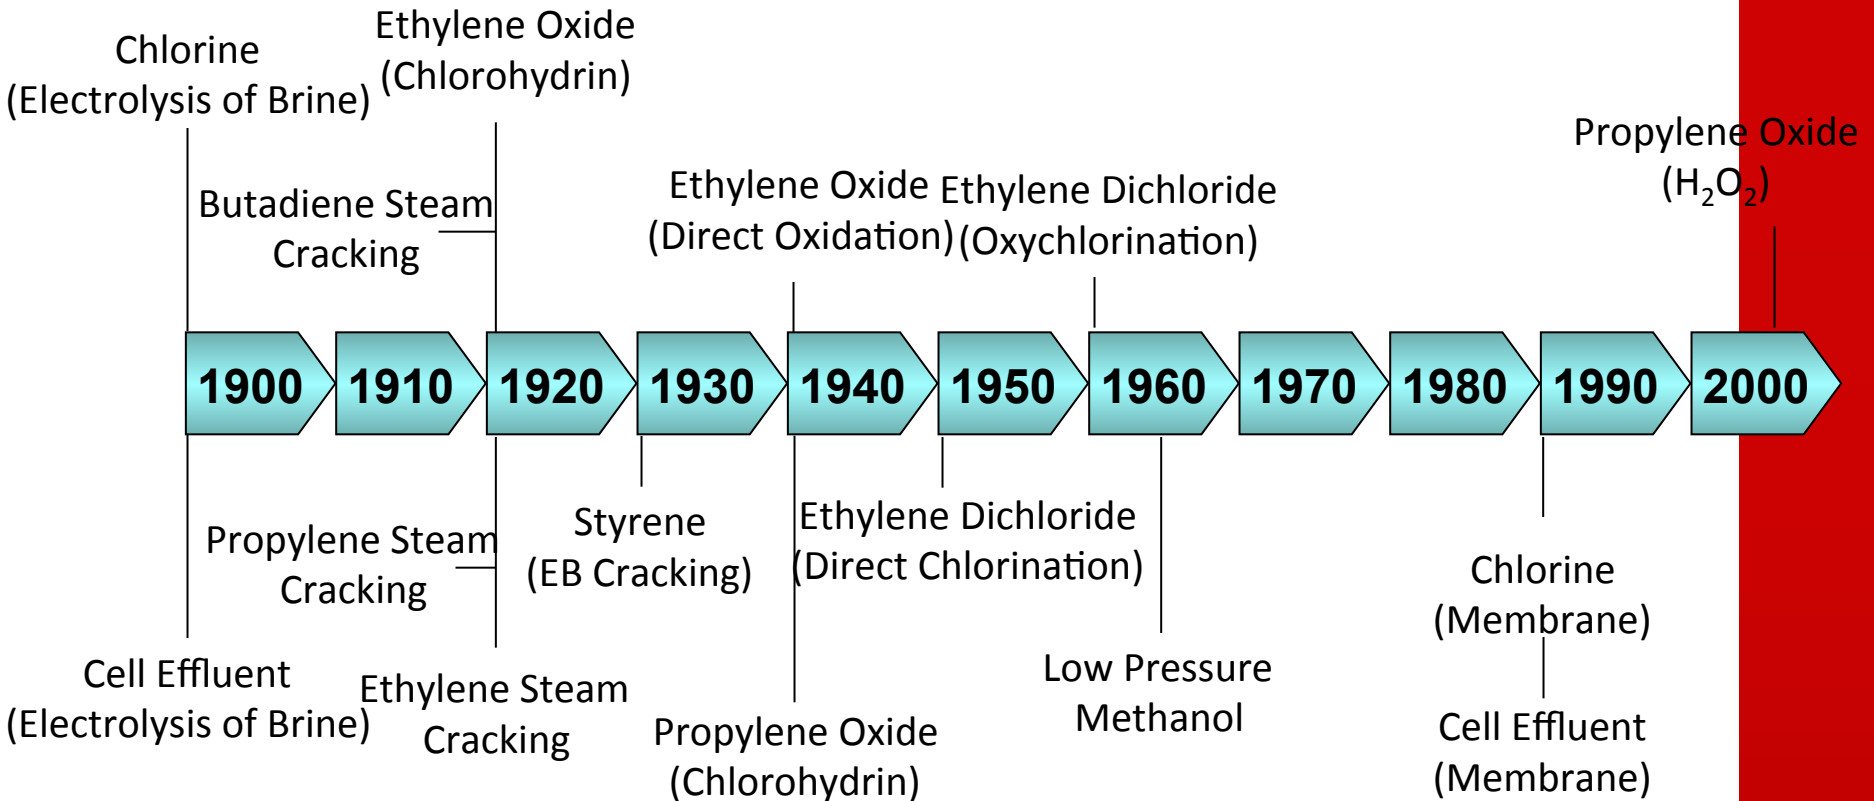 Chlorine
(Electrolysis of Brine)
Ethylene Oxide
(Chlorohydrin)
Butadiene Steam
Cracking
Ethylene Oxide
(Direct Oxidation)
Ethylene Dichloride
(Oxychlorination)
Propylene Oxide
(H₂O₂)
1900 1910 1920 1930 1940 1950 1960 1970 1980 1990 2000
Cell Effluent
(Electrolysis of Brine)
Propylene Steam
Cracking
Ethylene Steam
Cracking
Styrene
(EB Cracking)
Propylene Oxide
(Chlorohydrin)
Ethylene Dichloride
(Direct Chlorination)
Low Pressure
Methanol
Chlorine
(Membrane)
Cell Effluent
(Membrane)